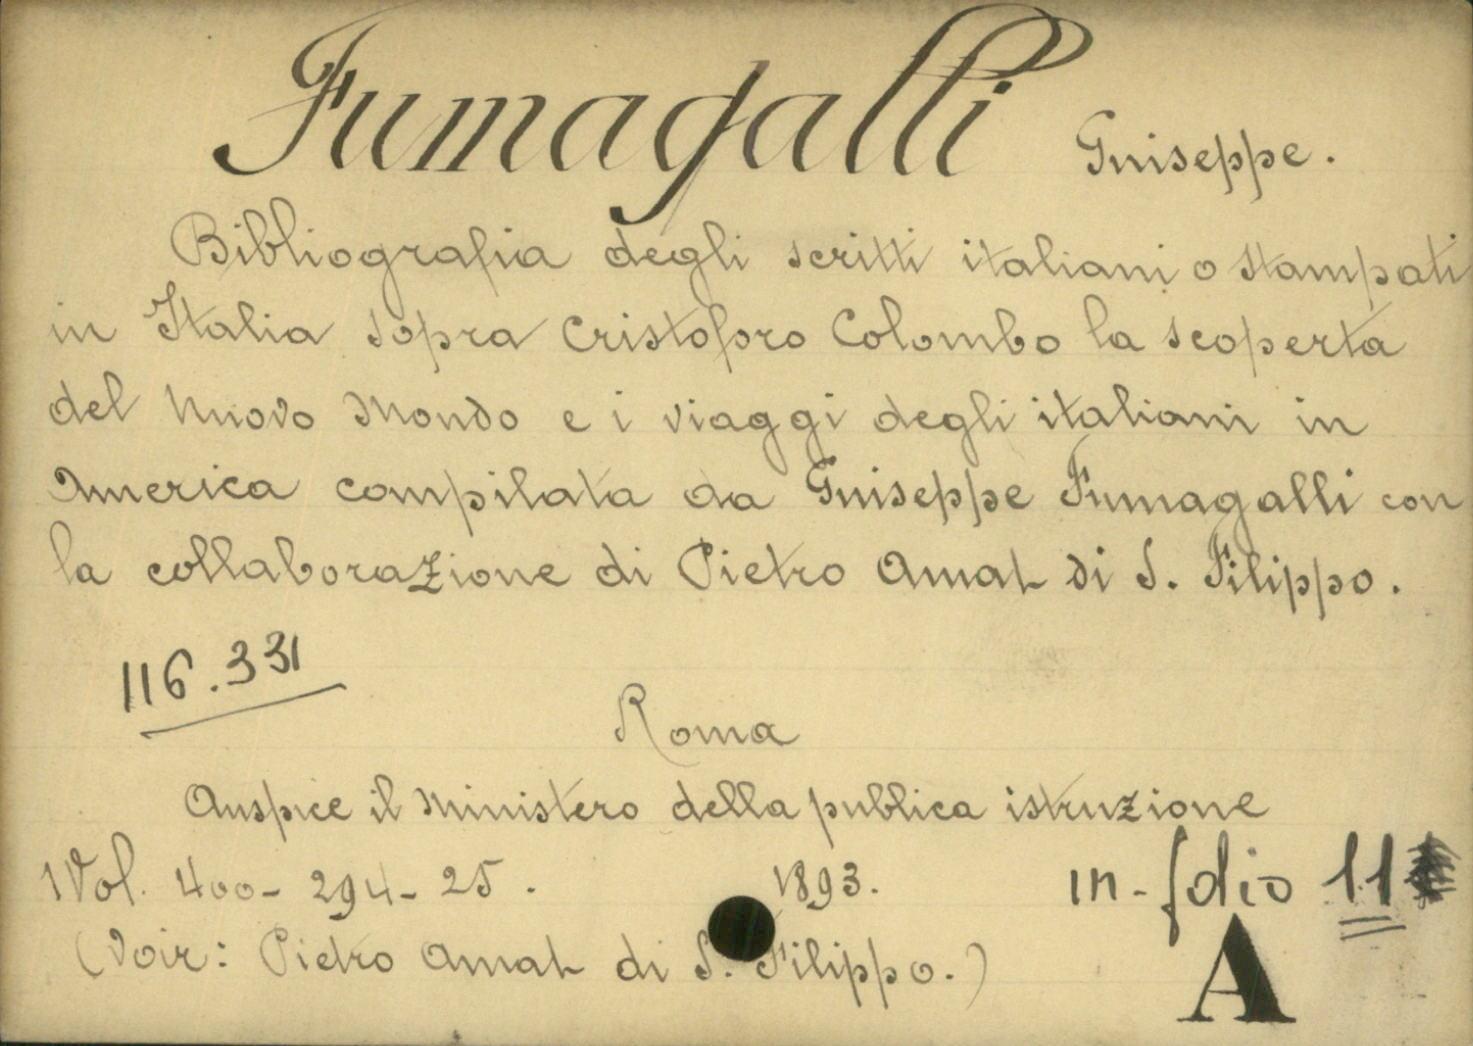 Fumagalli Guiseppe.
Bibliografia degli scritti italiani o stampati
in Italia sopra Cristoforo Colombo la scoperta
del Nuovo Mondo e i viaggi degli italiani in
America compilata da Guiseppe Fumagalli con
la collaborazione di Pietro Amat di S. Filippo.
116.331
Roma
Auspice il Ministero della publica istruzione
1 Vol. 400 - 294 - 25. 1893. in-folio 11
(Voir: Pietro Amat di S. Filippo.)
A